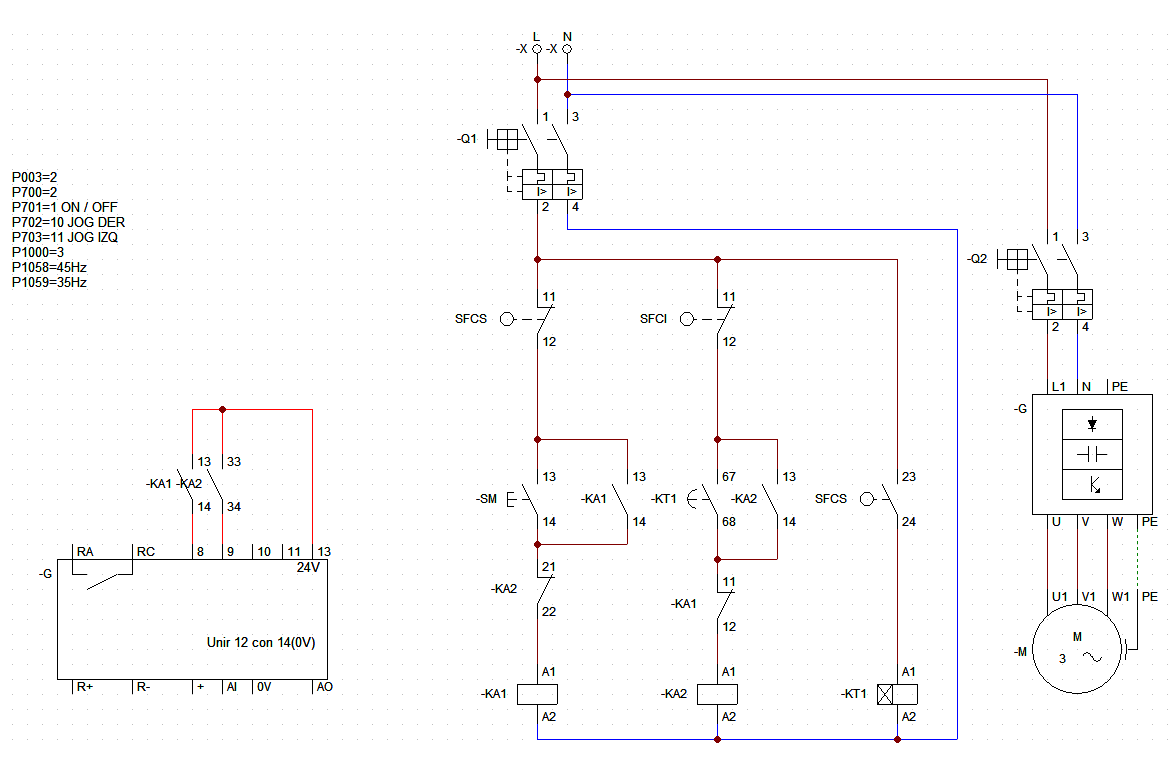 L N
-X -X
1 3
-Q1
I> I>
2 4
P003=2
P700=2
P701=1 ON / OFF
P702=10 JOG DER
P703=11 JOG IZQ
P1000=3
P1058=45Hz
P1059=35Hz
1 3
-Q2
I> I>
2 4
11 11
SFCS SFCI
12 12
L1 N PE
-G
13 33
-KA1 -KA2
14 34
13 13 67 13 23
-SM -KA1 -KT1 -KA2 SFCS
14 14 68 14 24
U V W PE
RA RC 8 9 10 11 13
24V
-G
Unir 12 con 14(0V)
R+ R- + AI 0V AO
21
-KA2
22
11
-KA1
12
U1 V1 W1 PE
M
-M
3
A1 A1 A1
-KA1 -KA2 -KT1
A2 A2 A2